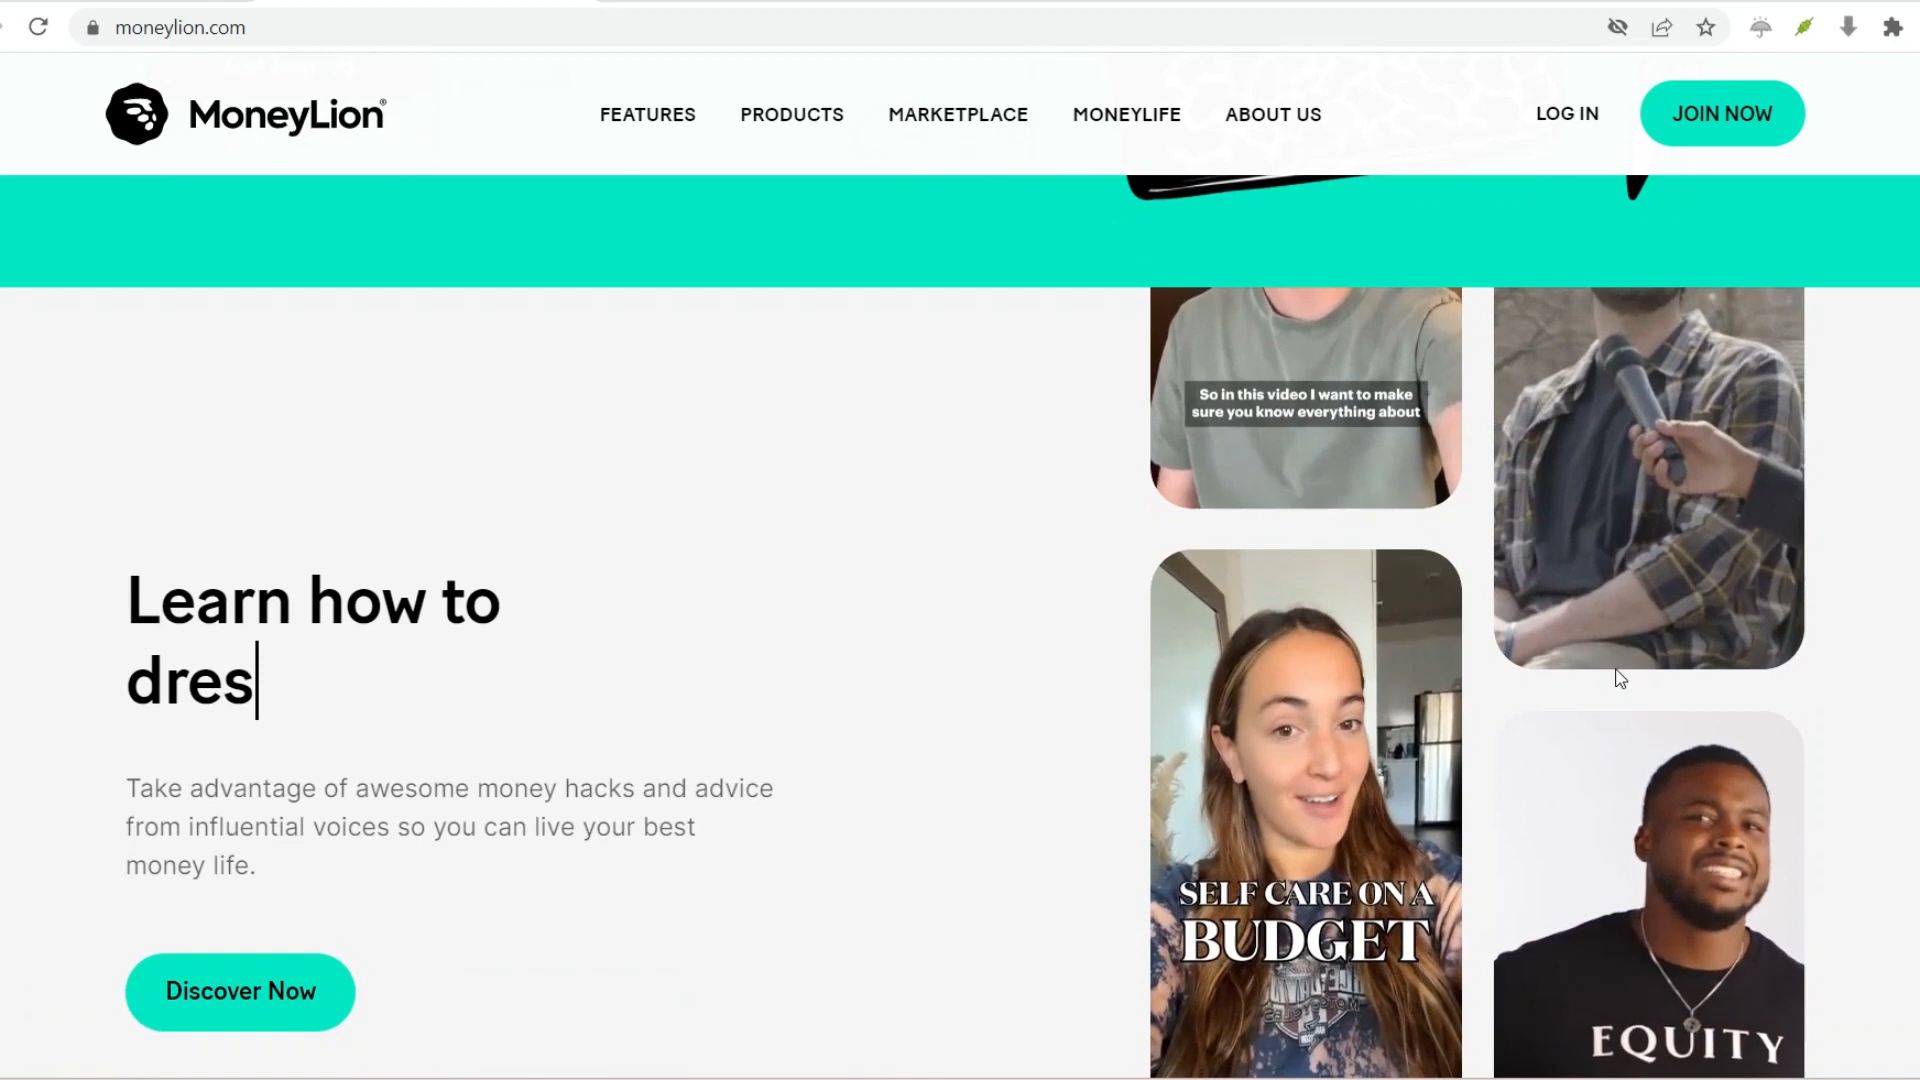 moneylion.com
MoneyLion®
FEATURES
PRODUCTS
MARKETPLACE
MONEYLIFE
ABOUT US
LOG IN
JOIN NOW
So in this video I want to make
sure you know everything about
Learn how to
dres
Take advantage of awesome money hacks and advice
from influential voices so you can live your best
money life.
Discover Now
SELF CARE ON A
BUDGET
EQUITY